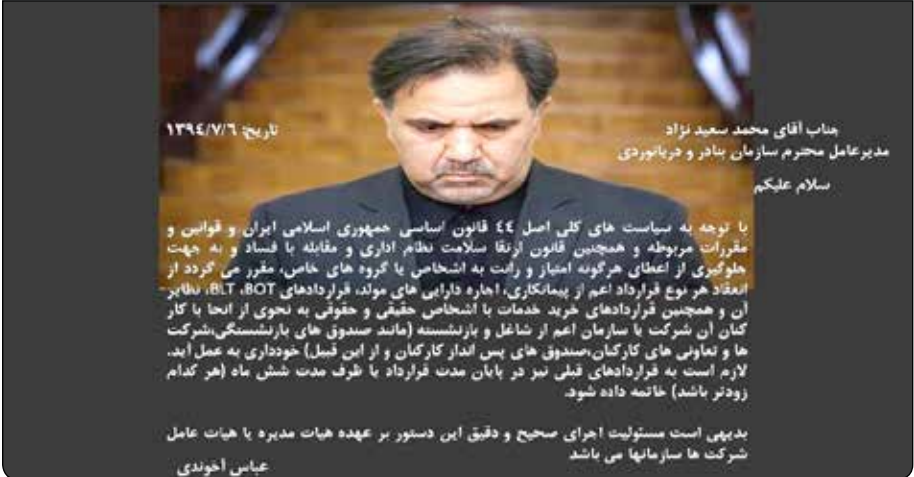 جناب آقای محمد سعید نژاد
تاریخ: ١٣٩٤/٧/٦
مدیرعامل محترم سازمان بنادر و دریانوردی
سلام علیکم
با توجه به سیاست های کلی اصل ٤٤ قانون اساسی جمهوری اسلامی ایران و قوانین و
مقررات مربوطه و همچنین قانون ارتقا سلامت نظام اداری و مقابله با فساد و به جهت
جلوگیری از اعطای هرگونه امتیاز و رانت به اشخاص یا گروه های خاص، مقرر می گردد از
انعقاد هر نوع قرارداد اعم از پیمانکاری، اجاره دارایی های مولد، قراردادهای BLT ،BOT، نظایر
آن و همچنین قراردادهای خرید خدمات با اشخاص حقیقی و حقوقی به نحوی از انحا با کار
کنان آن شرکت یا سازمان اعم از شاغل و بازنشسته (مانند صندوق های بازنشستگی،شرکت
ها و تعاونی های کارکنان،صندوق های پس انداز کارکنان و از این قبیل) خودداری به عمل آید.
لازم است به قراردادهای قبلی نیز در پایان مدت قرارداد یا ظرف مدت شش ماه (هر کدام
زودتر باشد) خاتمه داده شود.
بدیهی است مسئولیت اجرای صحیح و دقیق این دستور بر عهده هیات مدیره یا هیات عامل
شرکت ها سازمانها می باشد
عباس آخوندی